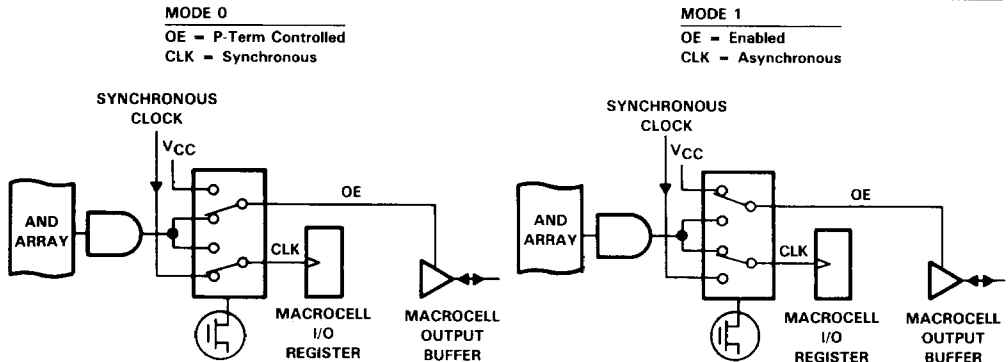 MODE 0
OE = P-Term Controlled
CLK = Synchronous
SYNCHRONOUS
CLOCK
VCC
AND
ARRAY
OE
CLK
MACROCELL
I/O
REGISTER
MACROCELL
OUTPUT
BUFFER
MODE 1
OE = Enabled
CLK = Asynchronous
SYNCHRONOUS
CLOCK
VCC
AND
ARRAY
OE
CLK
MACROCELL
I/O
REGISTER
MACROCELL
OUTPUT
BUFFER